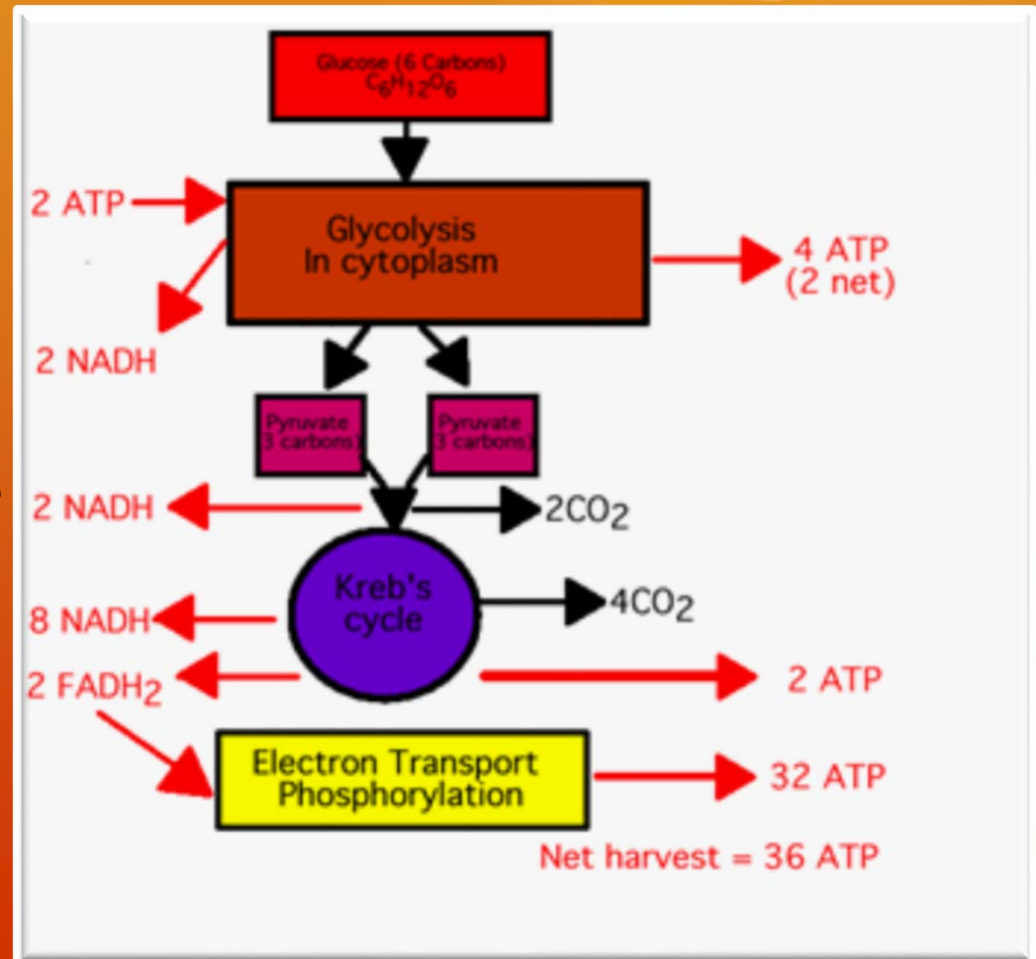 Glucose (6 Carbons)
C6H12O6
2 ATP
Glycolysis
In cytoplasm
4 ATP
(2 net)
2 NADH
Pyruvate
3 carbons)
Pyruvate
3 carbons)
2 NADH
2CO2
Kreb's
cycle
4CO2
8 NADH
2 FADH2
2 ATP
Electron Transport
Phosphorylation
32 ATP
Net harvest = 36 ATP